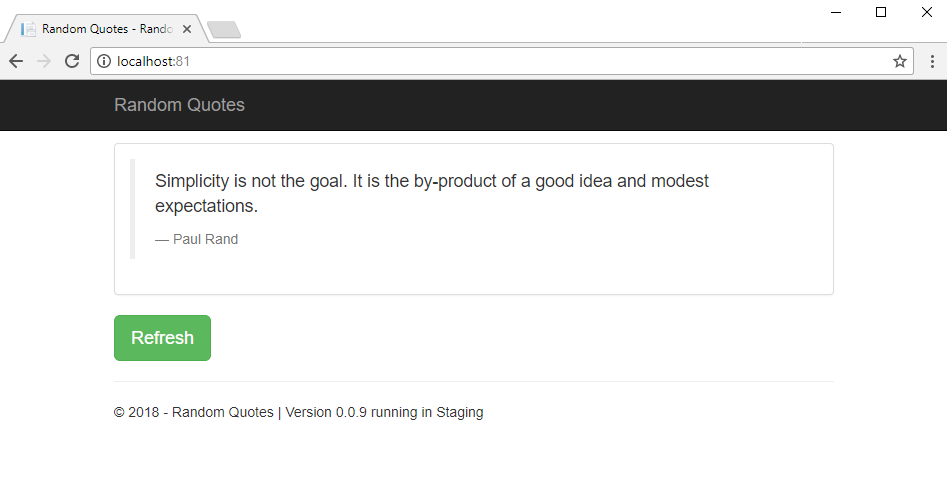 Random Quotes - Rando
localhost:81
Random Quotes
Simplicity is not the goal. It is the by-product of a good idea and modest
expectations.
— Paul Rand
Refresh
© 2018 - Random Quotes | Version 0.0.9 running in Staging